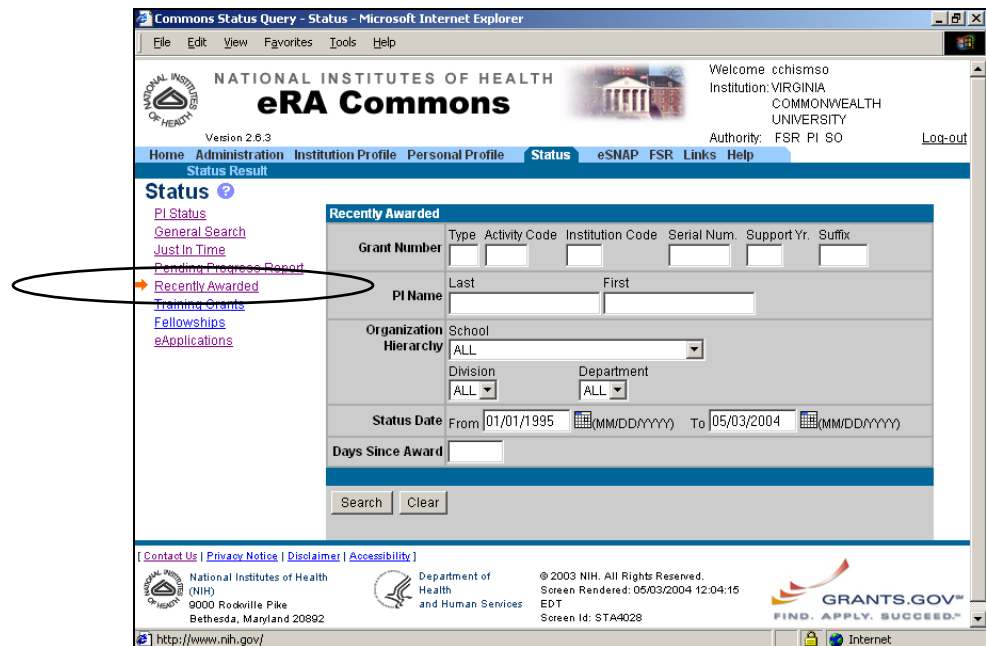 Commons Status Query - Status - Microsoft Internet Explorer
File Edit View Favorites Tools Help
NATIONAL INSTITUTES OF HEALTH
eRA Commons
Version 2.6.3
Welcome cchismso
Institution: VIRGINIA
COMMONWEALTH
UNIVERSITY
Authority: FSR PI SO
Log-out
Home Administration Institution Profile Personal Profile Status eSNAP FSR Links Help
Status Result
Status ?
PI Status
General Search
Just In Time
Pending Progress Report
Recently Awarded
Training Grants
Fellowships
eApplications
Recently Awarded
Type Activity Code Institution Code Serial Num. Support Yr. Suffix
Grant Number
Last First
PI Name
Organization Hierarchy
School
ALL
Division Department
ALL ALL
Status Date From 01/01/1995 (MM/DD/YYYY) To 05/03/2004 (MM/DD/YYYY)
Days Since Award
Search Clear
[ Contact Us | Privacy Notice | Disclaimer | Accessibility ]
National Institutes of Health
(NIH)
9000 Rockville Pike
Bethesda, Maryland 20892
Department of
Health
and Human Services
© 2003 NIH. All Rights Reserved.
Screen Rendered: 05/03/2004 12:04:15
EDT
Screen Id: STA4028
GRANTS.GOV℠
FIND. APPLY. SUCCEED.℠
http://www.nih.gov/
Internet